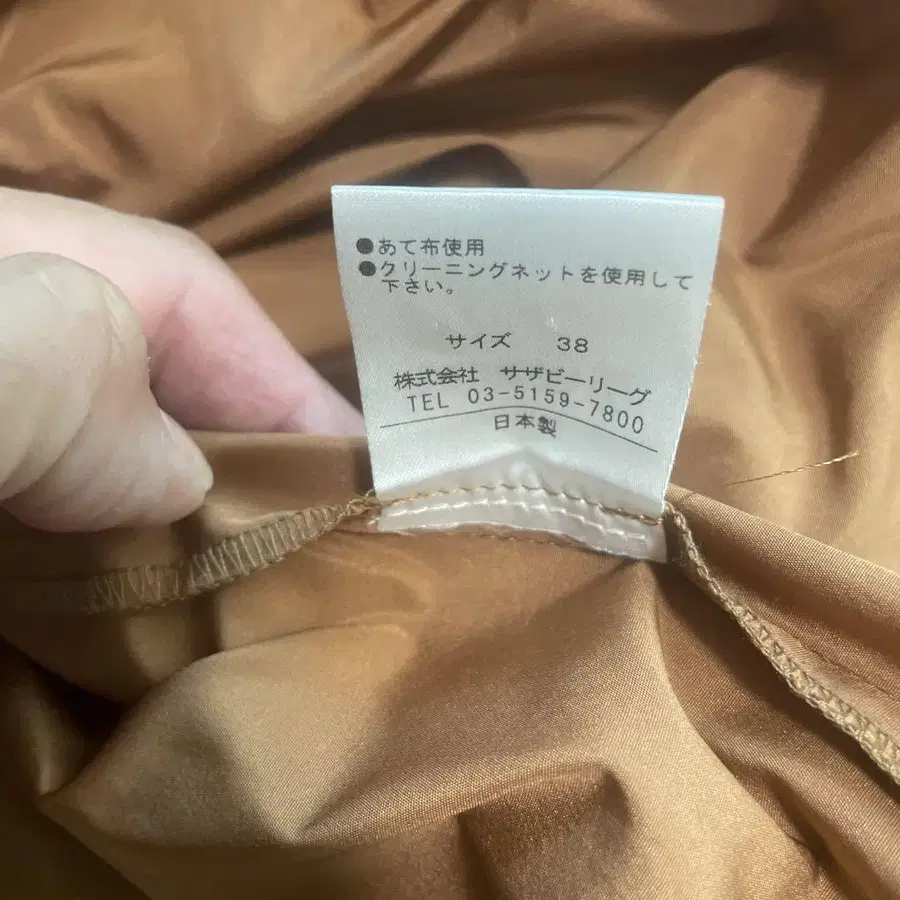 ●あて布使用
●クリーニングネットを使用して
下さい。
サイズ 38
株式会社 サザビーリーグ
TEL 03-5159-7800
日本製